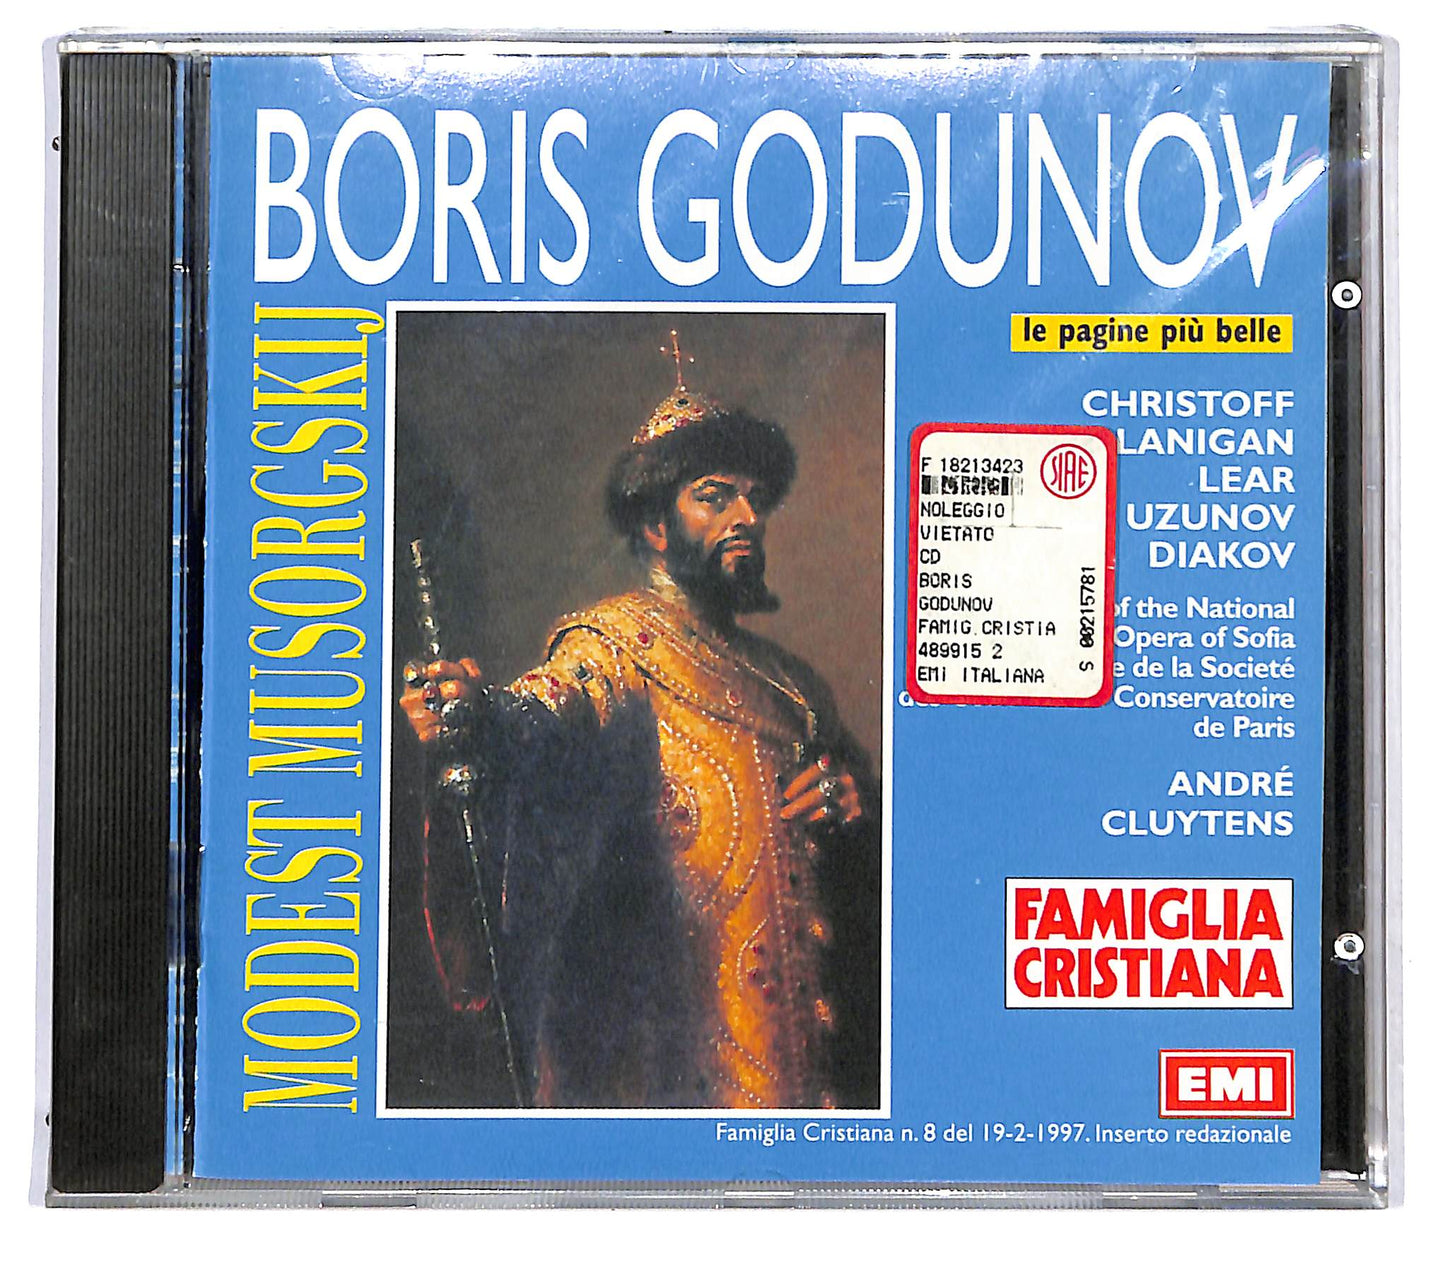 BORIS GODUNOV
MODEST MUSORGSKIJ
le pagine più belle
CHRISTOFF
LANIGAN
LEAR
UZUNOV
DIAKOV
of the National
Opera of Sofia
de la Societé
Conservatoire
de Paris
ANDRÉ
CLUYTENS
F 18213423
SIAE
NOLEGGIO
VIETATO
CD
BORIS
GODUNOV
FAMIG.CRISTIA
489915 2
EMI ITALIANA
S 00215781
FAMIGLIA
CRISTIANA
EMI
Famiglia Cristiana n. 8 del 19-2-1997. Inserto redazionale